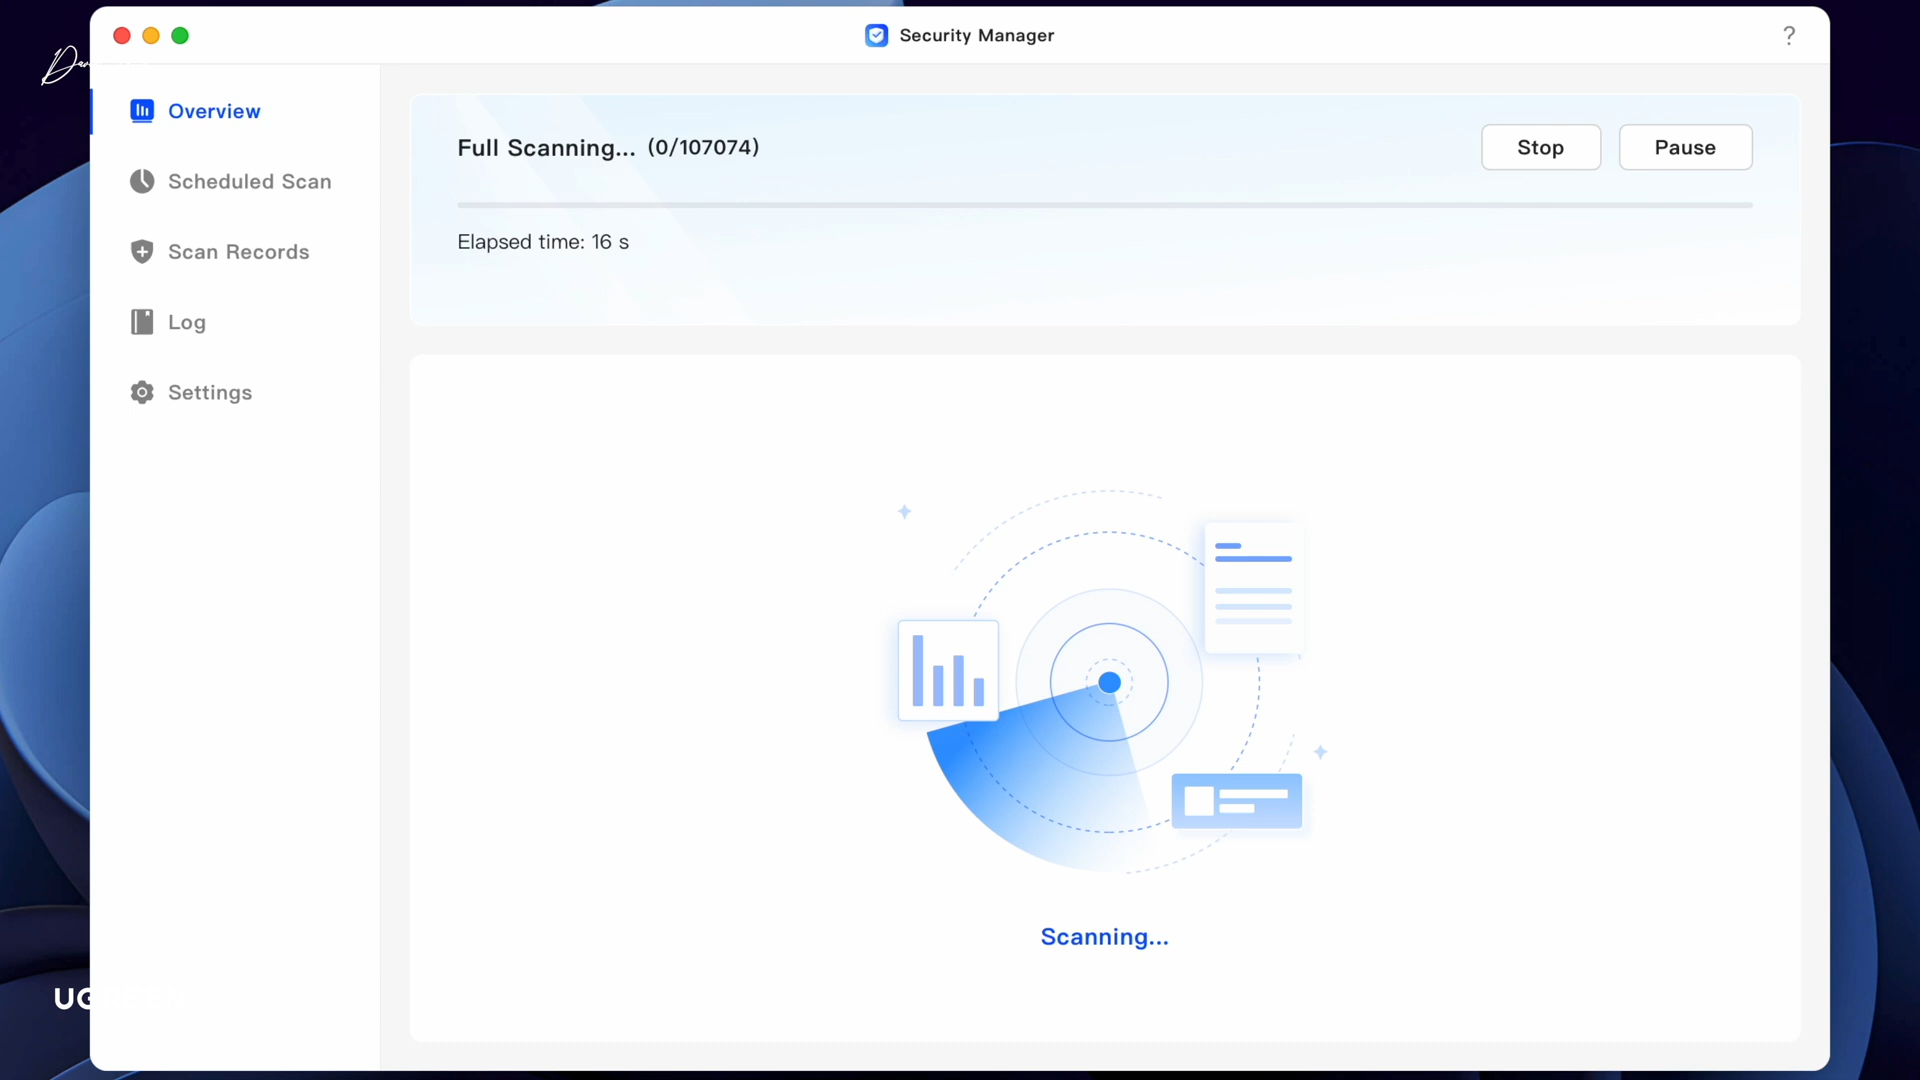 Security Manager
?
Overview
Full Scanning... (0/107074)
Stop
Pause
Scheduled Scan
Elapsed time: 16 s
Scan Records
Log
Settings
Scanning...